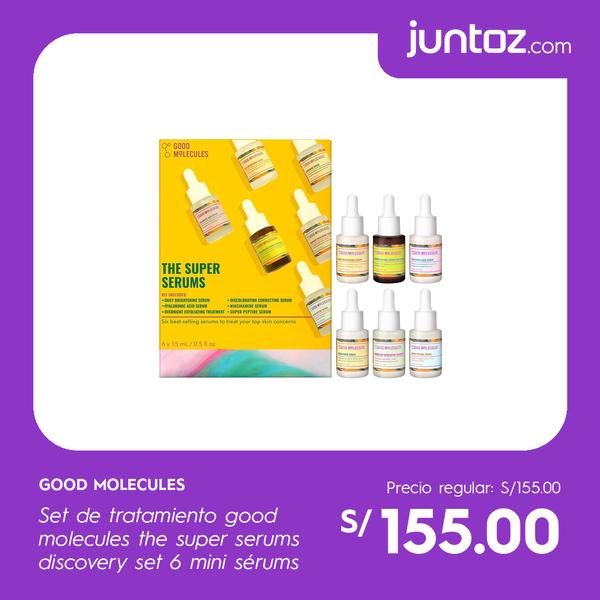 juntoz.com
GOOD
MOLECULES
THE SUPER
SERUMS
KIT INCLUDES:
• DAILY BRIGHTENING SERUM
• HYALURONIC ACID SERUM
• OVERNIGHT EXFOLIATING TREATMENT
• DISCOLORATION CORRECTING SERUM
• NIACINAMIDE SERUM
• SUPER PEPTIDE SERUM
Six best-selling serums to treat your top skin concerns
6 x 15 mL / 0.5 fl oz
GOOD MOLECULES
Set de tratamiento good
molecules the super serums
discovery set 6 mini sérums
Precio regular: S/155.00
S/ 155.00